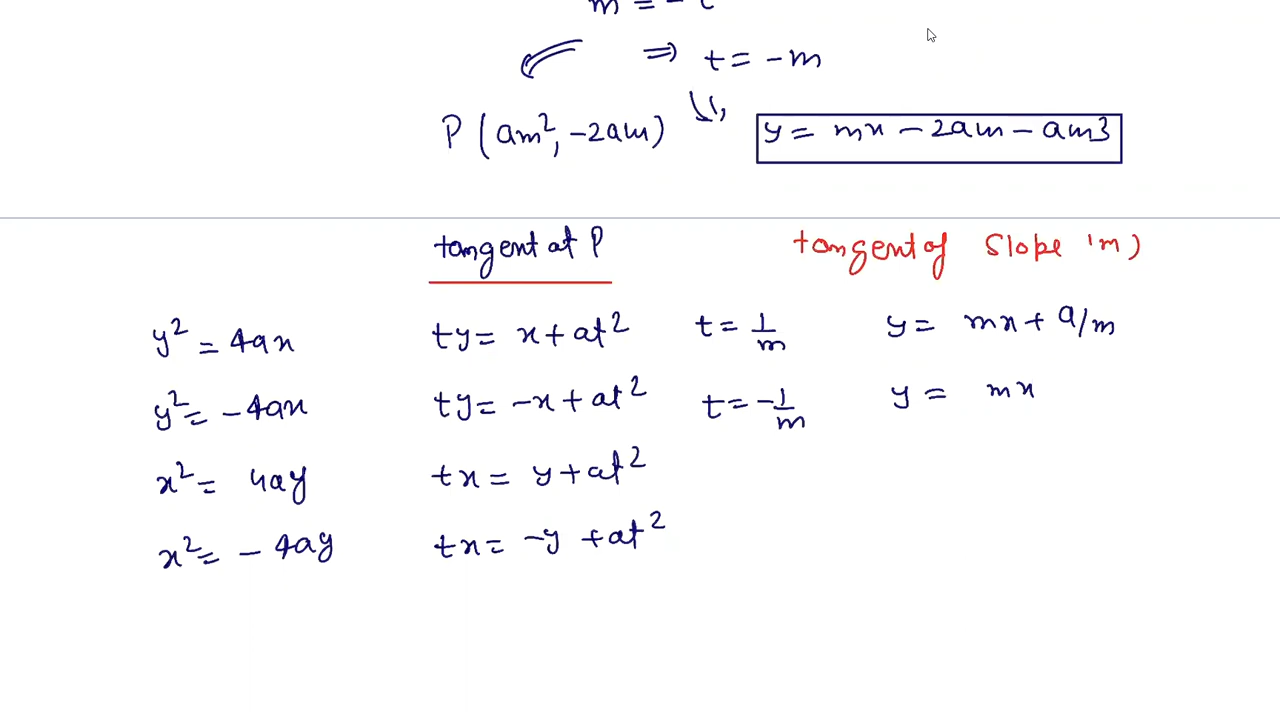 m = - t
⇒ t = -m
P (am², -2am) y = mx - 2am - am3
tangent at P tangent of Slope 'm)
y² = 4ax ty = x + at² t = 1/m y = mx + a/m
y² = - 4ax ty = -x + at² t = -1/m y = mx
x² = 4ay tx = y + at²
x² = - 4ay tx = -y + at²